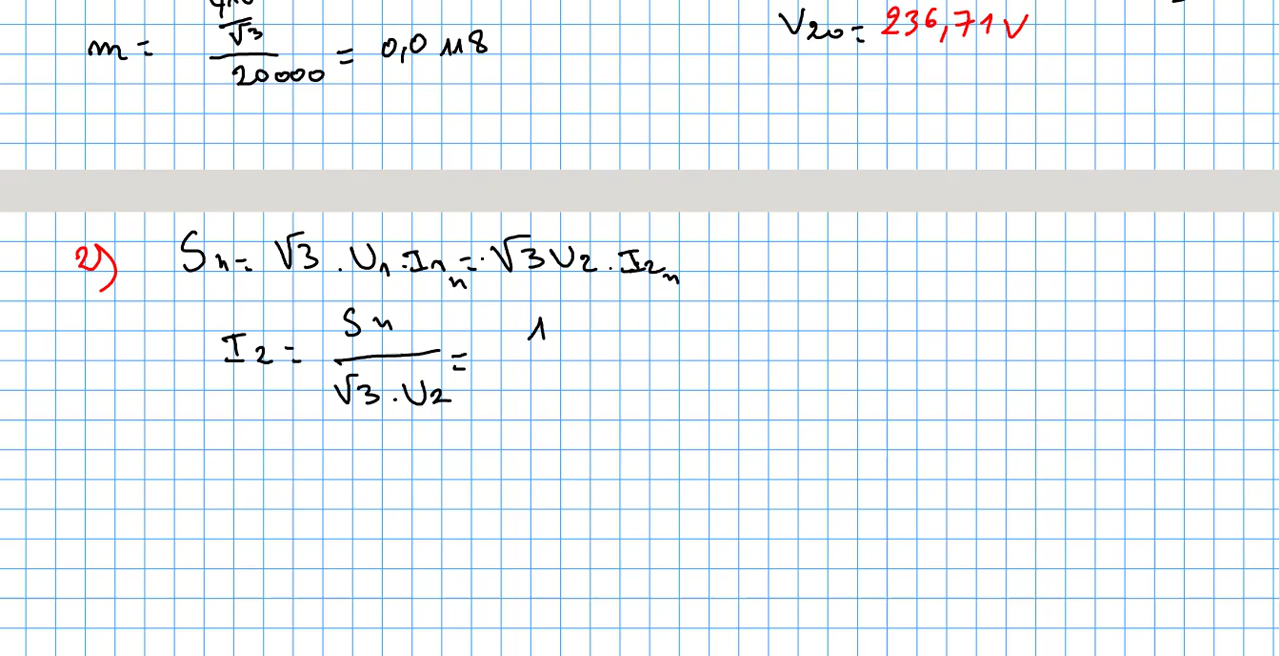 m = √3 / 20000 = 0,0118
V20 = 236,71 V
2) Sn = √3 . Un . I1n = √3 U2 . I2n
I2 = Sn / √3 . U2 = 1